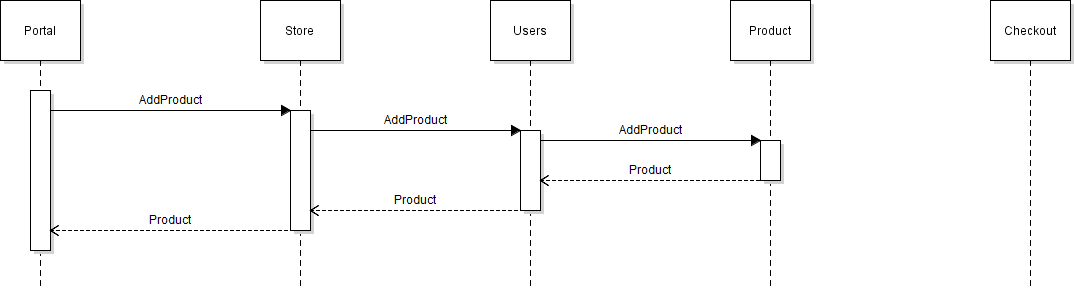 Portal
Store
Users
Product
Checkout
AddProduct
AddProduct
AddProduct
Product
Product
Product